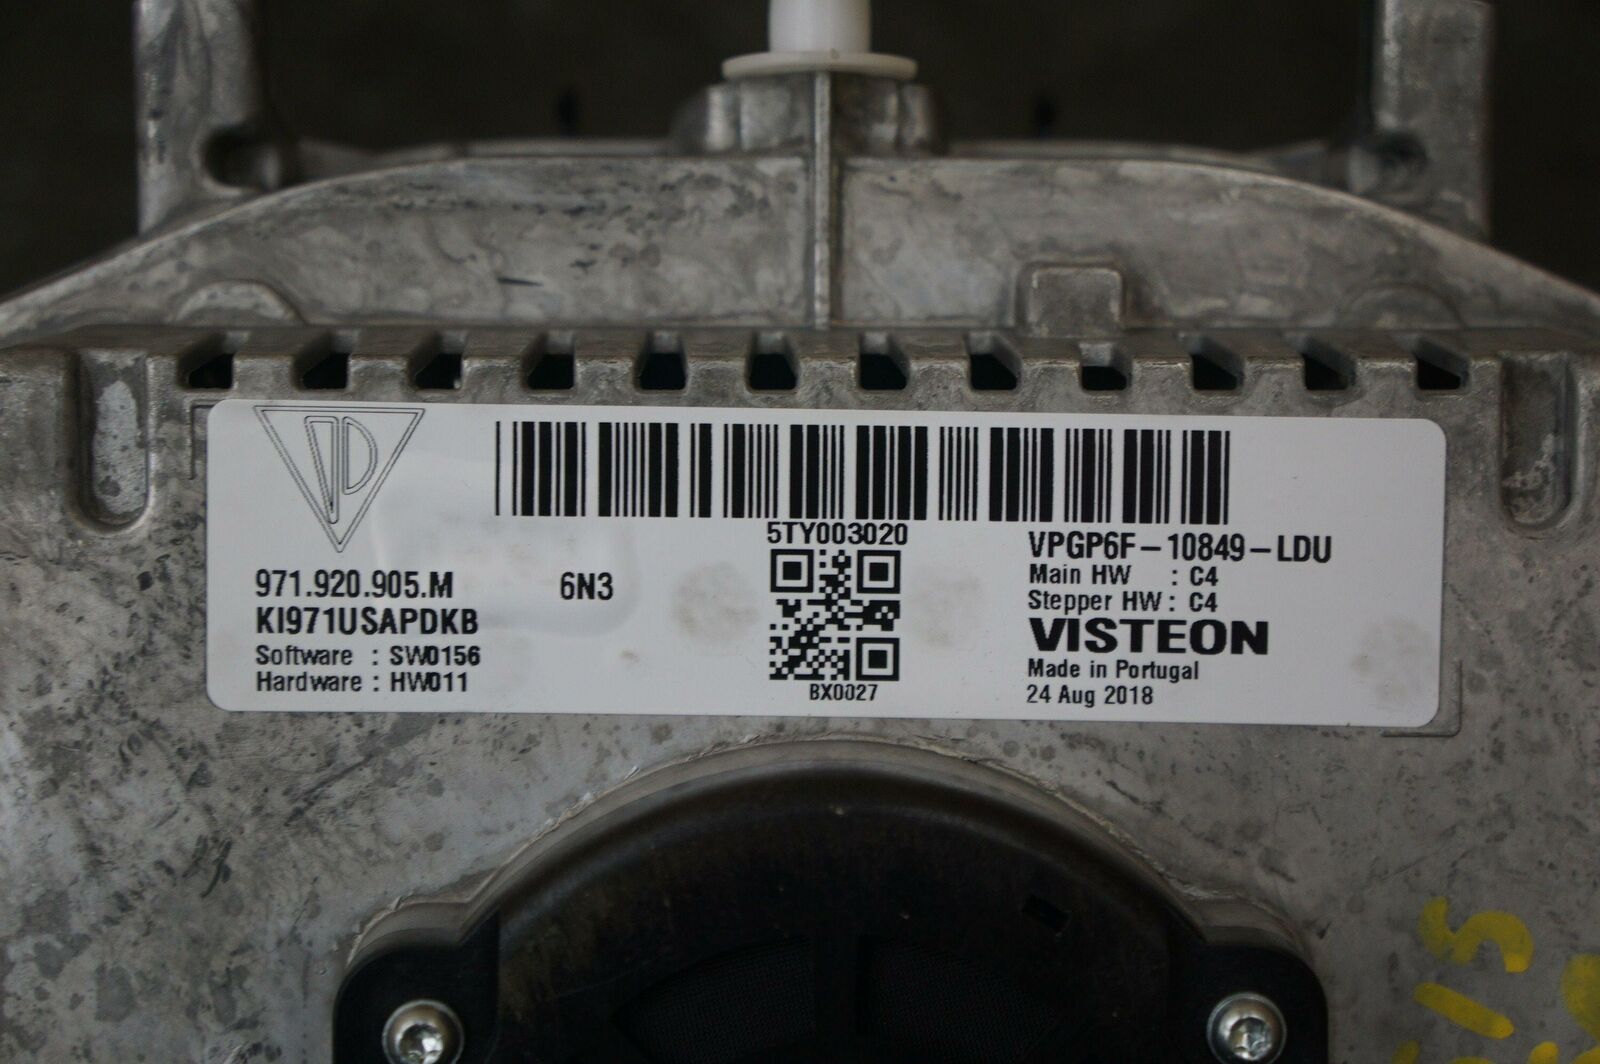 5TY003020
971.920.905.M 6N3
KI971USAPDKB
Software : SW0156
Hardware : HW011
BX0027
VPGP6F-10849-LDU
Main HW : C4
Stepper HW : C4
VISTEON
Made in Portugal
24 Aug 2018